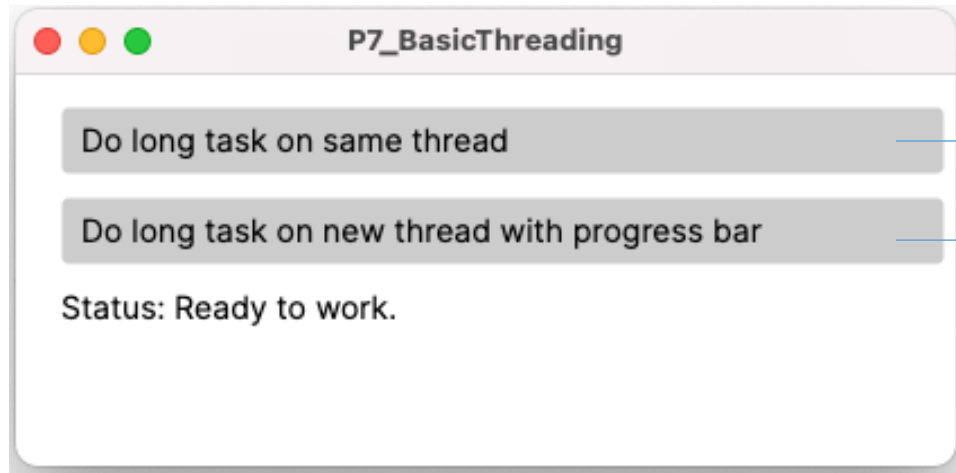 P7_BasicThreading
Do long task on same thread
Do long task on new thread with progress bar
Status: Ready to work.